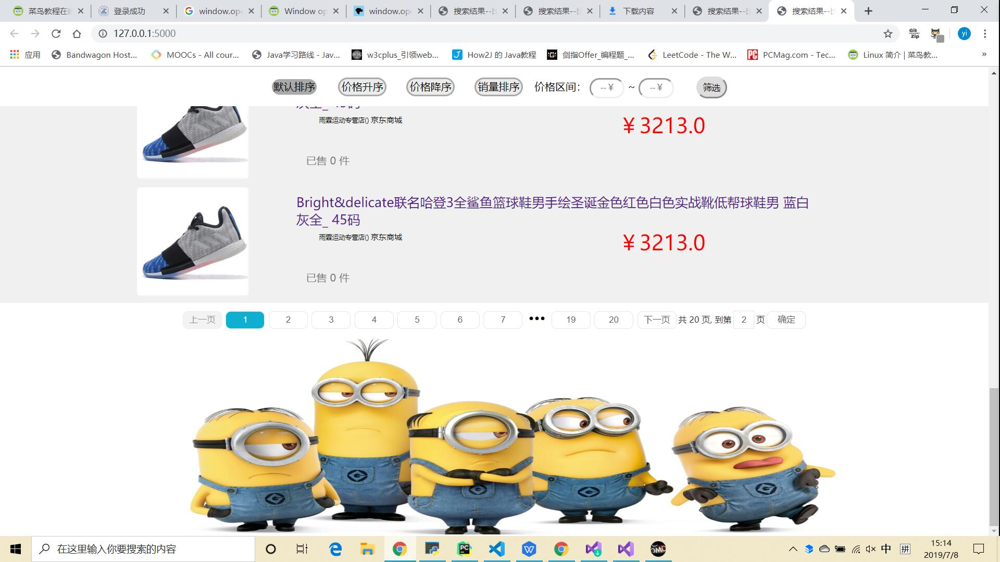 菜鸟教程在
登录成功
window.op
Window op
window.op
搜索结果--
搜索结果--
下载内容
搜索结果--
搜索结果--
127.0.0.1:5000
Git Zip
yi
应用
Bandwagon Host...
MOOCs - All cour...
Java学习路线 - Jav...
w3cplus_引领web...
How2J 的 Java教程
剑指Offer_编程题_...
LeetCode - The W...
PCMag.com - Tec...
Linux 简介 | 菜鸟教...
»
默认排序 价格升序 价格降序 销量排序 价格区间： --¥ ~ --¥ 筛选
灰全_ 45码
雨霖运动专营店() 京东商城
¥3213.0
已售 0 件
Bright&delicate联名哈登3全鲨鱼篮球鞋男手绘圣诞金色红色白色实战靴低帮球鞋男 蓝白
灰全_ 45码
雨霖运动专营店() 京东商城
¥3213.0
已售 0 件
上一页 1 2 3 4 5 6 7 ••• 19 20 下一页 共 20 页, 到第 2 页 确定
在这里输入你要搜索的内容
中 拼
15:14
2019/7/8